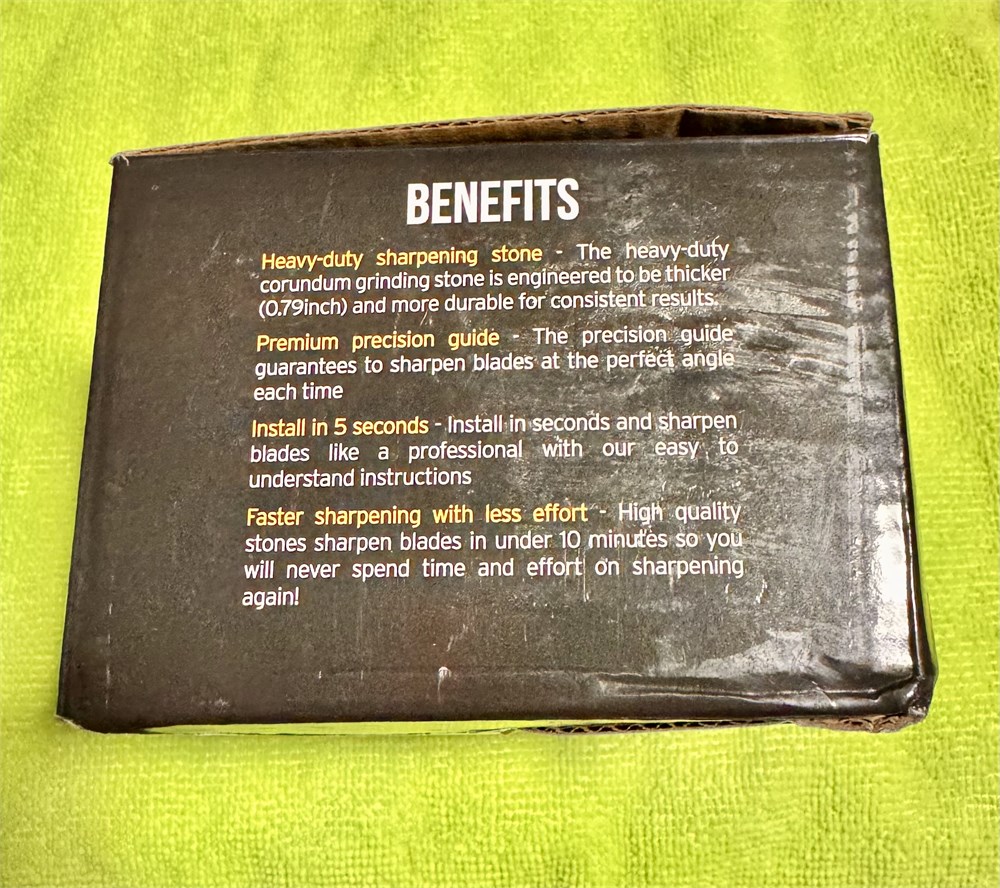 BENEFITS
Heavy-duty sharpening stone - The heavy-duty
corundum grinding stone is engineered to be thicker
(0.79inch) and more durable for consistent results.
Premium precision guide - The precision guide
guarantees to sharpen blades at the perfect angle
each time
Install in 5 seconds - Install in seconds and sharpen
blades like a professional with our easy to
understand instructions
Faster sharpening with less effort - High quality
stones sharpen blades in under 10 minutes so you
will never spend time and effort on sharpening
again!